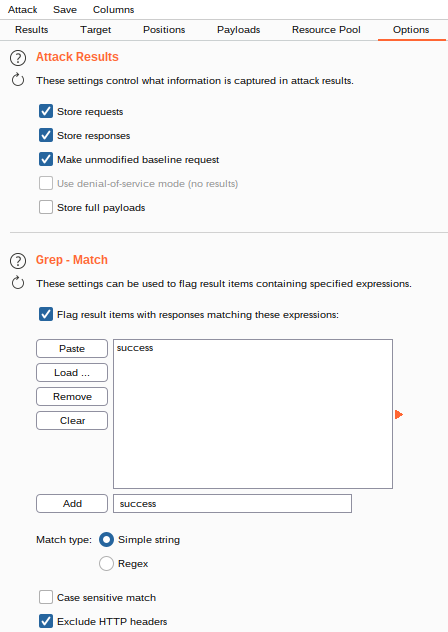 Attack Save Columns
Results Target Positions Payloads Resource Pool Options
? Attack Results
These settings control what information is captured in attack results.
Store requests
Store responses
Make unmodified baseline request
Use denial-of-service mode (no results)
Store full payloads
? Grep - Match
These settings can be used to flag result items containing specified expressions.
Flag result items with responses matching these expressions:
Paste success
Load ...
Remove
Clear
Add success
Match type: Simple string
Regex
Case sensitive match
Exclude HTTP headers